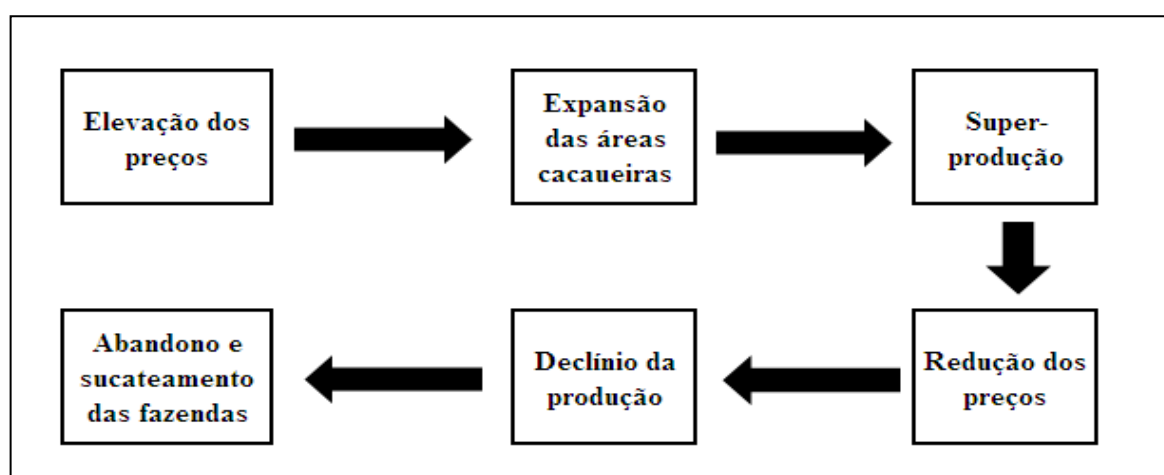 Elevação dos
preços
Expansão
das áreas
cacaueiras
Super-
produção
Redução dos
preços
Declínio da
produção
Abandono e
sucateamento
das fazendas